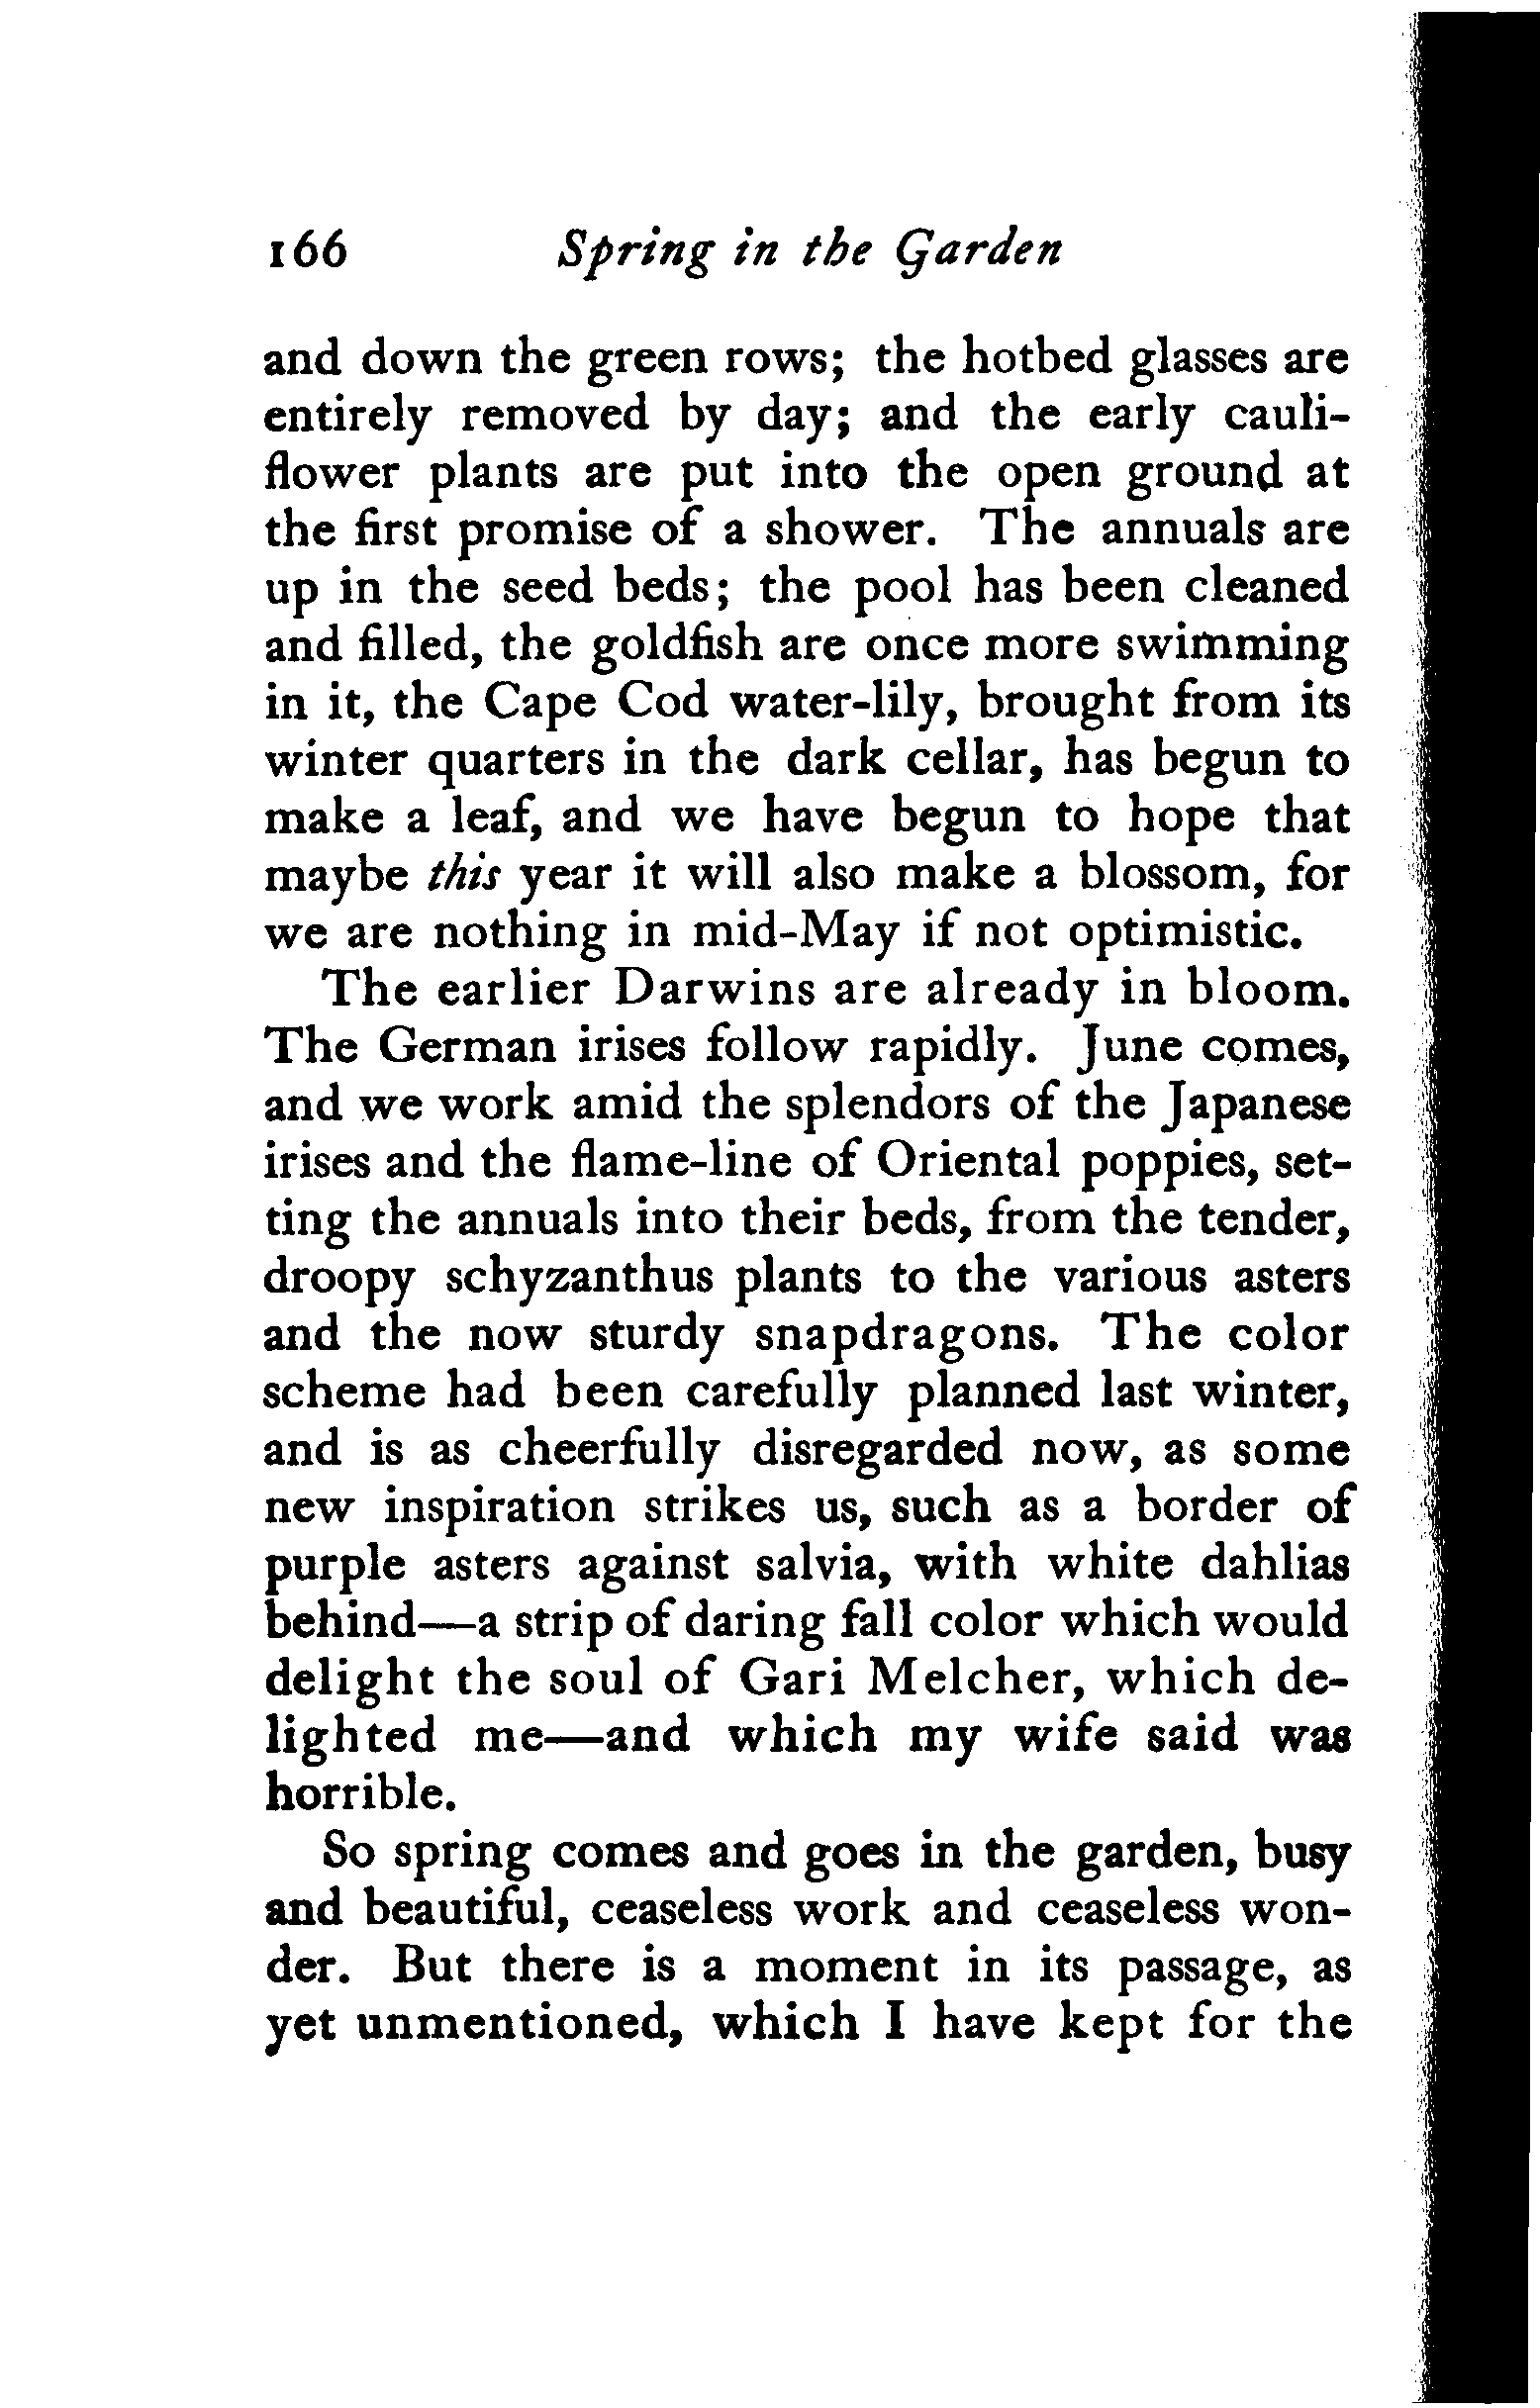 166 Spring in the Garden
and down the green rows; the hotbed glasses are
entirely removed by day; and the early cauli-
flower plants are put into the open ground at
the first promise of a shower. The annuals are
up in the seed beds; the pool has been cleaned
and filled, the goldfish are once more swimming
in it, the Cape Cod water-lily, brought from its
winter quarters in the dark cellar, has begun to
make a leaf, and we have begun to hope that
maybe this year it will also make a blossom, for
we are nothing in mid-May if not optimistic.
The earlier Darwins are already in bloom.
The German irises follow rapidly. June comes,
and we work amid the splendors of the Japanese
irises and the flame-line of Oriental poppies, set-
ting the annuals into their beds, from the tender,
droopy schyzanthus plants to the various asters
and the now sturdy snapdragons. The color
scheme had been carefully planned last winter,
and is as cheerfully disregarded now, as some
new inspiration strikes us, such as a border of
purple asters against salvia, with white dahlias
behind—a strip of daring fall color which would
delight the soul of Gari Melcher, which de-
lighted me—and which my wife said was
horrible.
So spring comes and goes in the garden, busy
and beautiful, ceaseless work and ceaseless won-
der. But there is a moment in its passage, as
yet unmentioned, which I have kept for the